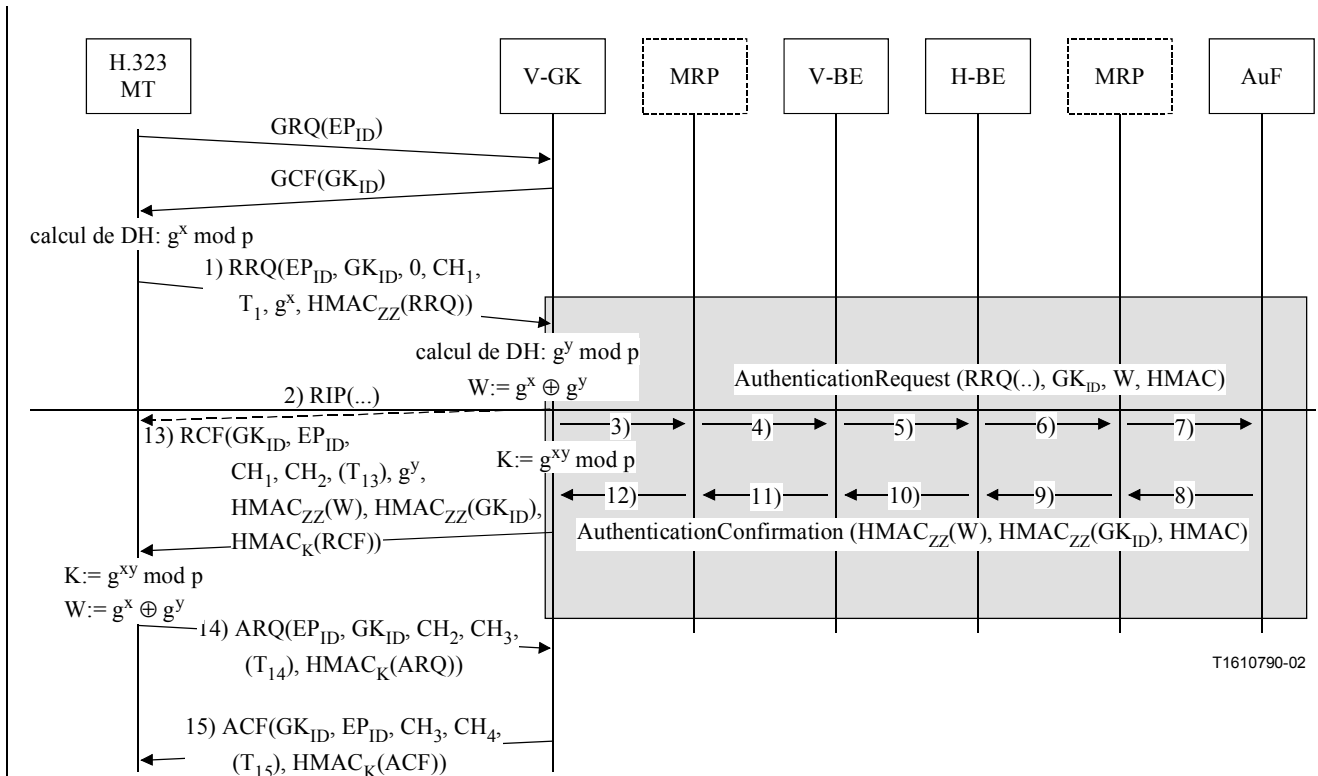 H.323
MT
V-GK
MRP
V-BE
H-BE
MRP
AuF
GRQ(EP_ID)
GCF(GK_ID)
calcul de DH: g^x mod p
1) RRQ(EP_ID, GK_ID, 0, CH_1,
T_1, g^x, HMAC_ZZ(RRQ))
calcul de DH: g^y mod p
W:= g^x ⊕ g^y
AuthenticationRequest (RRQ(..), GK_ID, W, HMAC)
2) RIP(...)
3)
4)
5)
6)
7)
13) RCF(GK_ID, EP_ID,
CH_1, CH_2, (T_13), g^y,
HMAC_ZZ(W), HMAC_ZZ(GK_ID),
HMAC_K(RCF))
K:= g^xy mod p
12)
11)
10)
9)
8)
AuthenticationConfirmation (HMAC_ZZ(W), HMAC_ZZ(GK_ID), HMAC)
K:= g^xy mod p
W:= g^x ⊕ g^y
14) ARQ(EP_ID, GK_ID, CH_2, CH_3,
(T_14), HMAC_K(ARQ))
T1610790-02
15) ACF(GK_ID, EP_ID, CH_3, CH_4,
(T_15), HMAC_K(ACF))